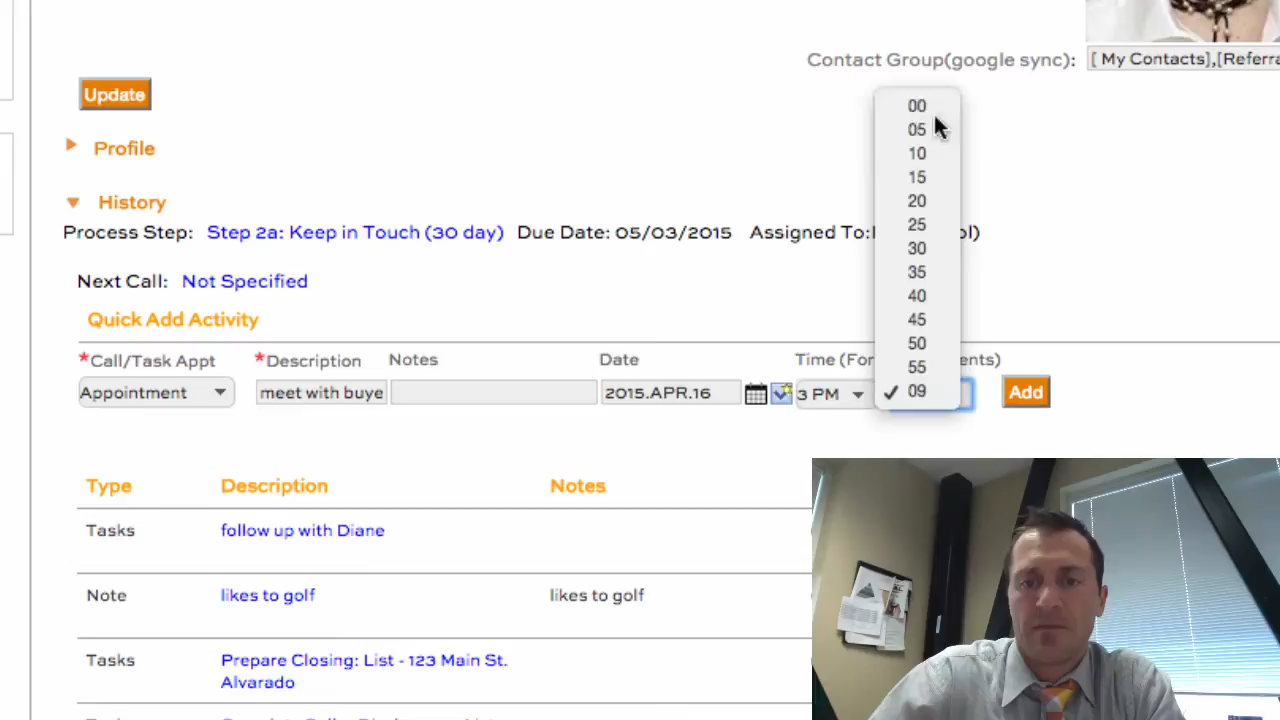 Contact Group(google sync):
[ My Contacts],[Referra
Update
Profile
History
Process Step: Step 2a: Keep in Touch (30 day) Due Date: 05/03/2015 Assigned To:
Next Call: Not Specified
Quick Add Activity
*Call/Task Appt *Description Notes Date Time (For
Appointment meet with buye 2015.APR.16 3 PM
00
05
10
15
20
25
30
35
40
45
50
55
✓ 09
Add
Type Description Notes
Tasks follow up with Diane
Note likes to golf likes to golf
Tasks Prepare Closing: List - 123 Main St.
Alvarado